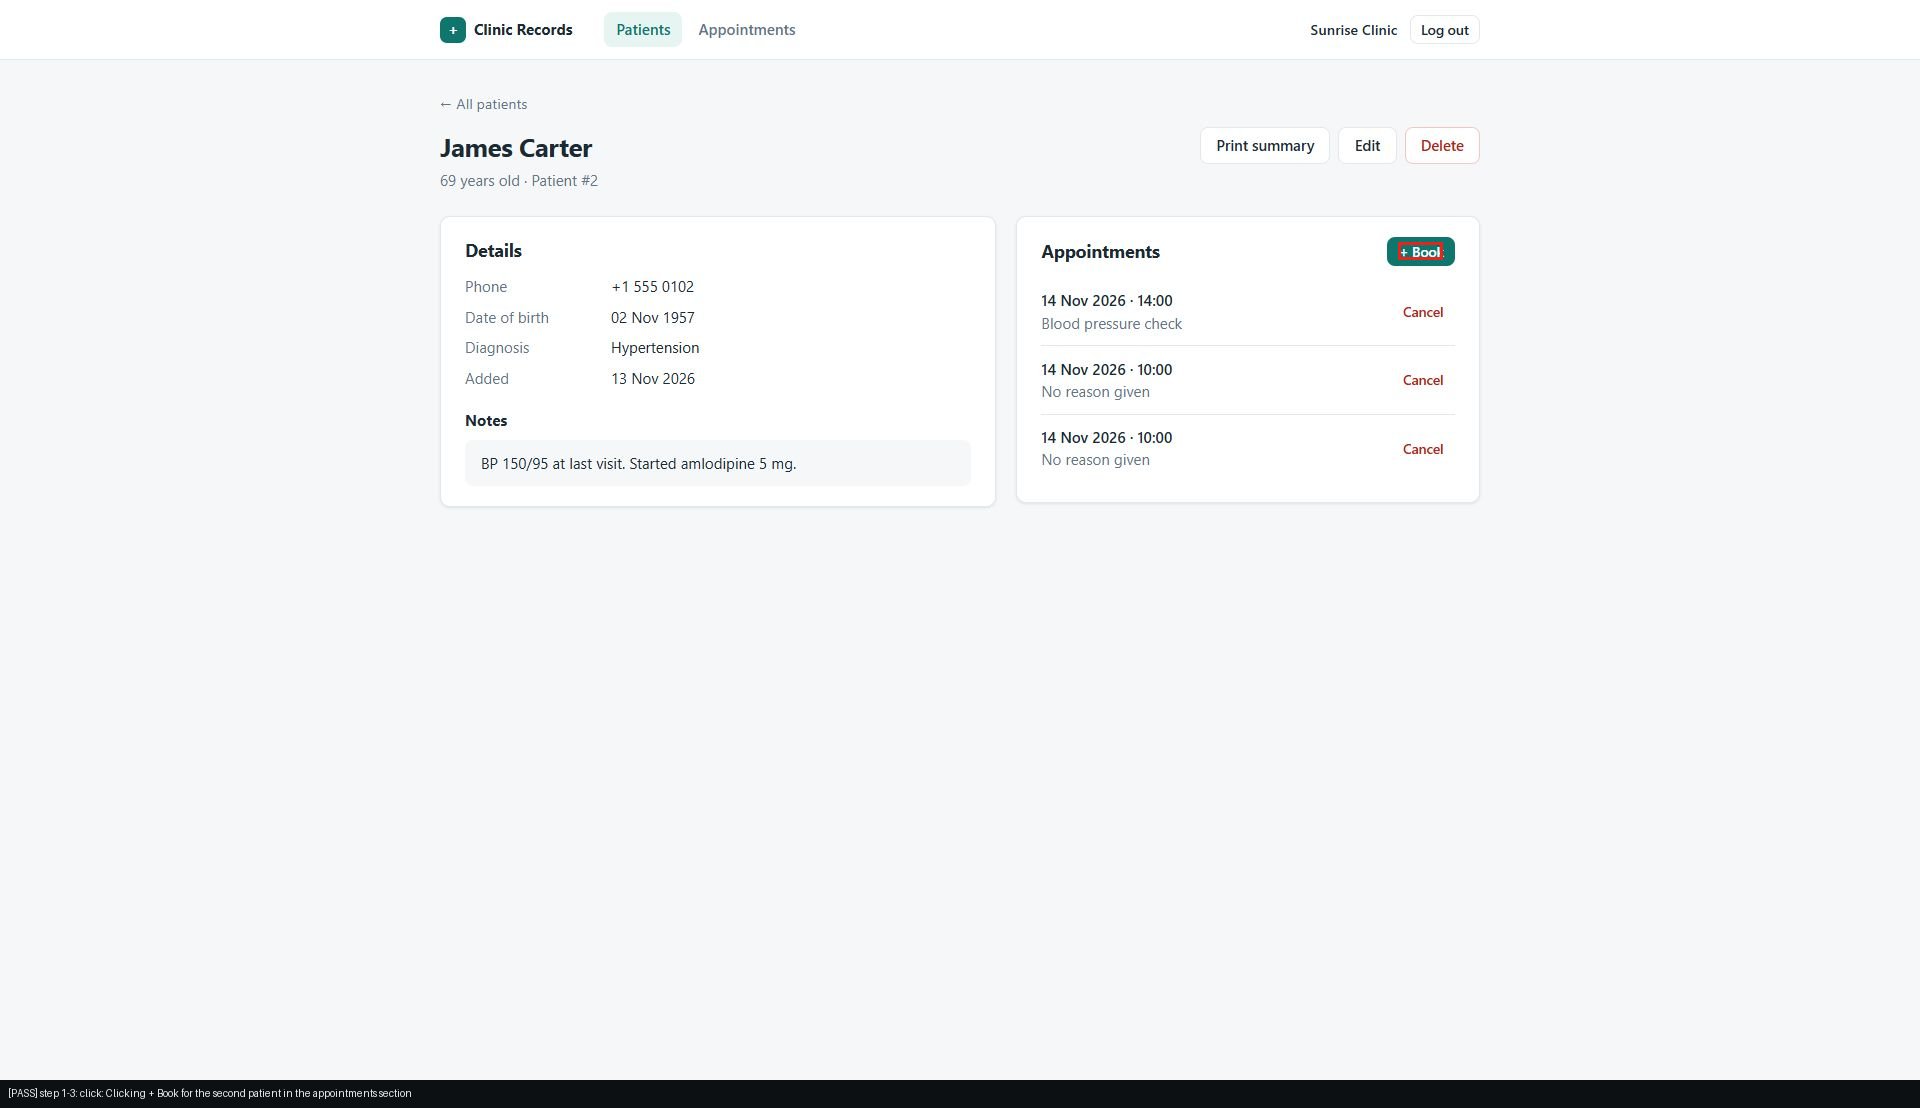 + Clinic Records Patients Appointments Sunrise Clinic Log out
← All patients
James Carter
Print summary Edit Delete
69 years old · Patient #2
Details
Phone +1 555 0102
Date of birth 02 Nov 1957
Diagnosis Hypertension
Added 13 Nov 2026
Notes
BP 150/95 at last visit. Started amlodipine 5 mg.
Appointments + Book
14 Nov 2026 · 14:00
Blood pressure check
Cancel
14 Nov 2026 · 10:00
No reason given
Cancel
14 Nov 2026 · 10:00
No reason given
Cancel
[PASS] step 1-3: click: Clicking + Book for the second patient in the appointments section